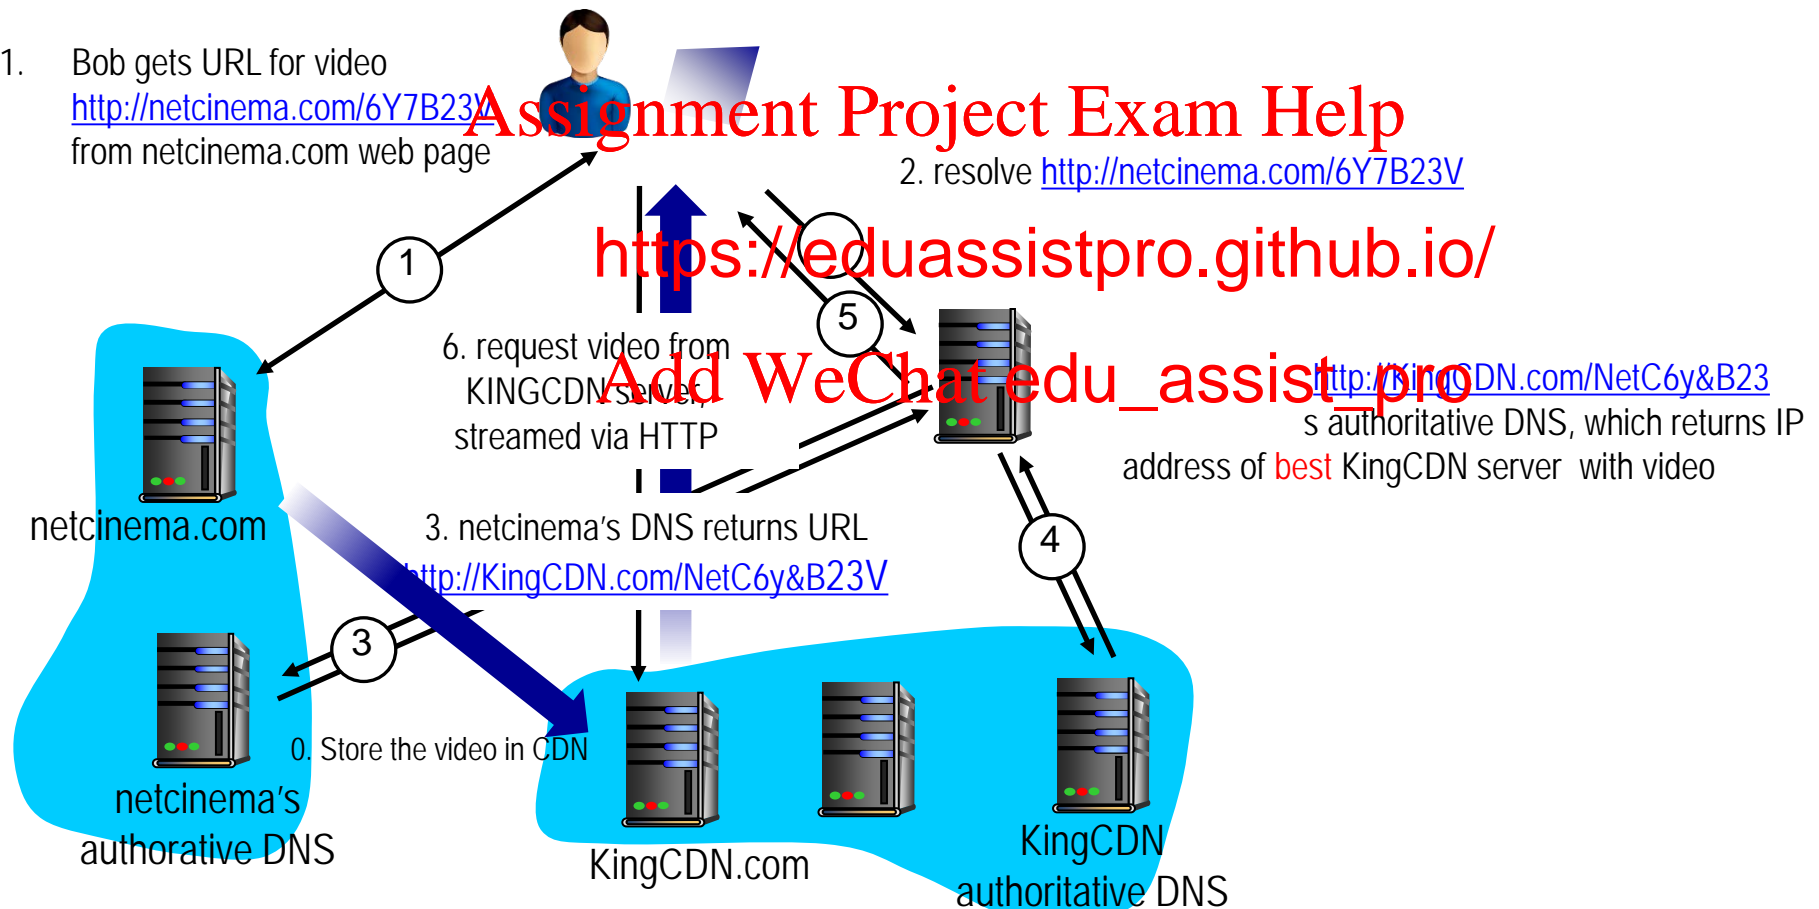 1. Bob gets URL for video
http://netcinema.com/6Y7B23V
from netcinema.com web page
Assignment Project Exam Help
2. resolve http://netcinema.com/6Y7B23V
https://eduassistpro.github.io/
1
5
6. request video from
KINGCDN server,
streamed via HTTP
Add WeChat edu_assist_pro
http://KingCDN.com/NetC6y&B23
s authoritative DNS, which returns IP
address of best KingCDN server with video
netcinema.com
3. netcinema's DNS returns URL
http://KingCDN.com/NetC6y&B23V
4
3
0. Store the video in CDN
netcinema's
authorative DNS
KingCDN.com
KingCDN
authoritative DNS